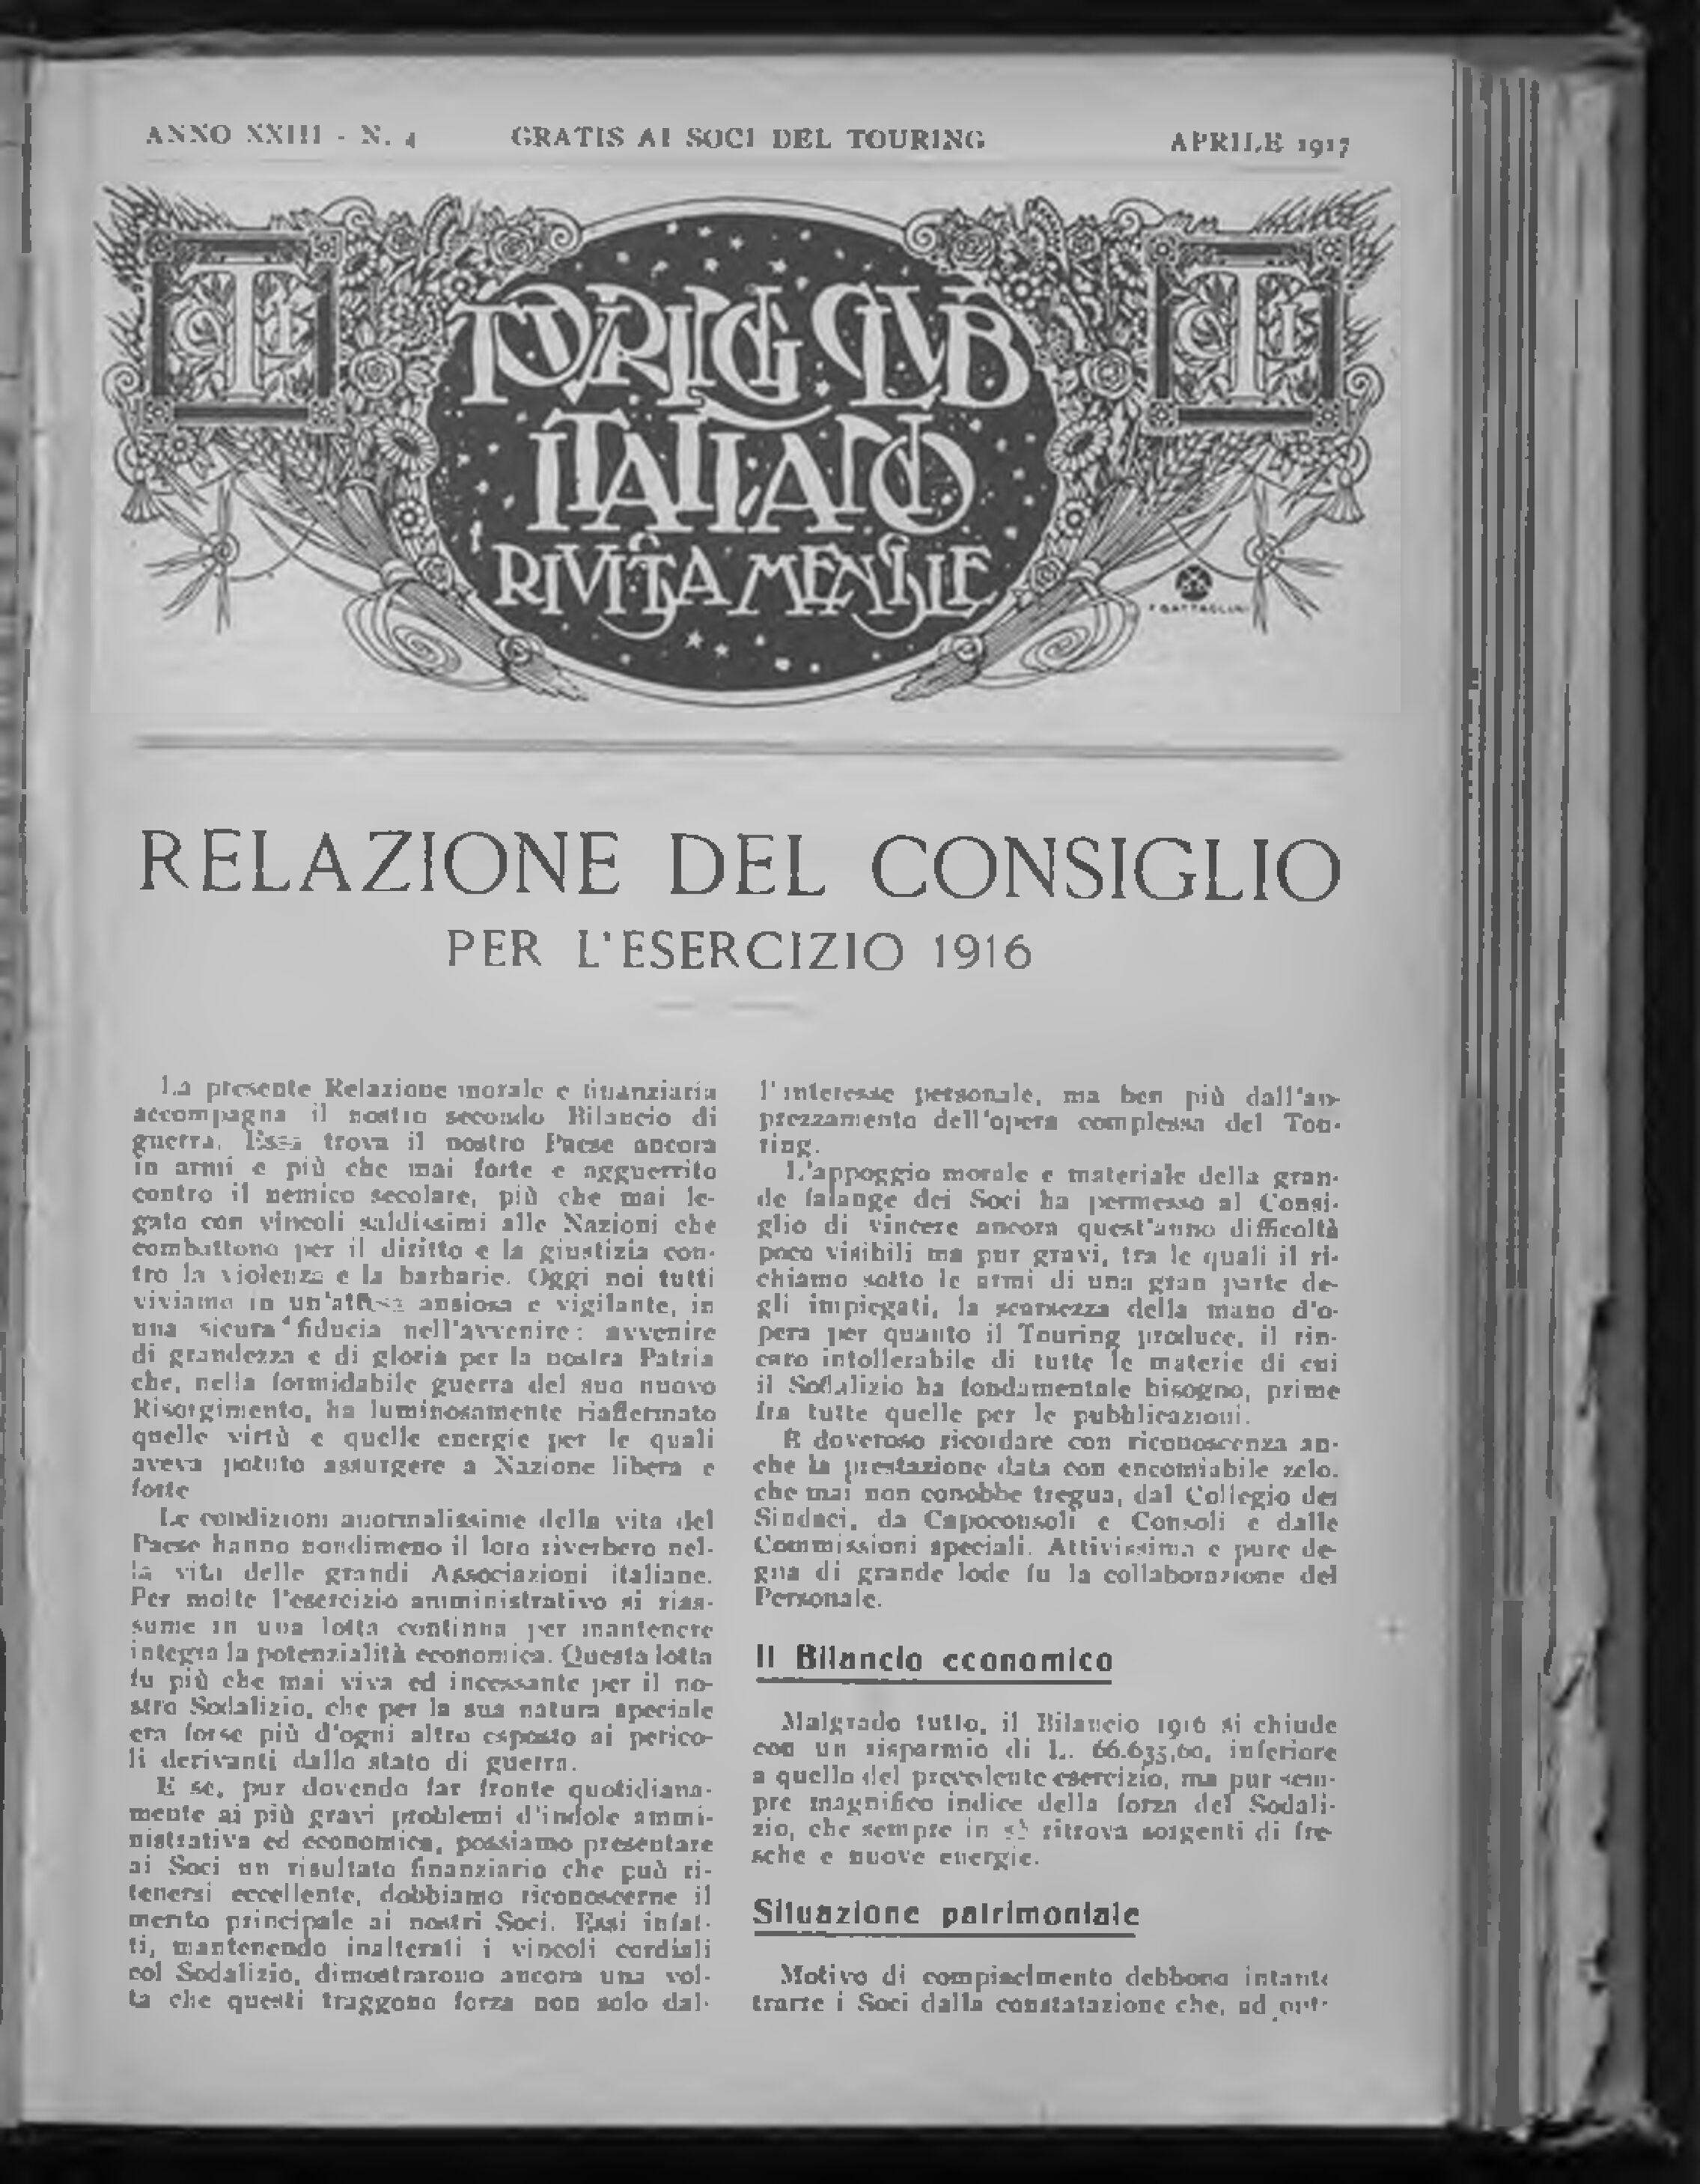 ANNO XXIII - N. 4 GRATIS AI SOCI DEL TOURING APRILE 1917
TOURING CLUB
ITALIANO
RIVISTA MENSILE
F BATTAGLINI
RELAZIONE DEL CONSIGLIO
PER L'ESERCIZIO 1916
La presente Relazione morale e finanziaria
accompagna il nostro secondo Bilancio di
guerra. Essa trova il nostro Paese ancora
in armi e più che mai forte e agguerrito
contro il nemico secolare, più che mai le-
gato con vincoli saldissimi alle Nazioni che
combattono per il diritto e la giustizia con-
tro la violenza e la barbarie. Oggi noi tutti
viviamo in un'attesa ansiosa e vigilante, in
una sicura fiducia nell'avvenire: avvenire
di grandezza e di gloria per la nostra Patria
che, nella formidabile guerra del suo nuovo
Risorgimento, ha luminosamente riaffermato
quelle virtù e quelle energie per le quali
aveva potuto assurgere a Nazione libera e
forte
Le condizioni anormalissime della vita del
Paese hanno nondimeno il loro riverbero nel-
la vita delle grandi Associazioni italiane.
Per molte l'esercizio amministrativo si rias-
sume in una lotta continua per mantenere
integra la potenzialità economica. Questa lotta
fu più che mai viva ed incessante per il no-
stro Sodalizio, che per la sua natura speciale
era forse più d'ogni altro esposto ai perico-
li derivanti dallo stato di guerra.
E se, pur dovendo far fronte quotidiana-
mente ai più gravi problemi d'indole ammi-
nistrativa ed economica, possiamo presentare
ai Soci un risultato finanziario che può ri-
tenersi eccellente, dobbiamo riconoscerne il
merito principale ai nostri Soci. Essi infat-
ti, mantenendo inalterati i vincoli cordiali
col Sodalizio, dimostrarono ancora una vol-
ta che questi traggono forza non solo dal-
l'interesse personale, ma ben più dall'ap-
prezzamento dell'opera complessa del Tou-
ring.
L'appoggio morale e materiale della gran-
de falange dei Soci ha permesso al Consi-
glio di vincere ancora quest'anno difficoltà
poco visibili ma pur gravi, tra le quali il ri-
chiamo sotto le armi di una gran parte de-
gli impiegati, la scarsezza della mano d'o-
pera per quanto il Touring produce, il rin-
caro intollerabile di tutte le materie di cui
il Sodalizio ha fondamentale bisogno, prime
fra tutte quelle per le pubblicazioni.
È doveroso ricordare con riconoscenza an-
che la prestazione data con encomiabile zelo,
che mai non conobbe tregua, dal Collegio dei
Sindaci, da Capoconsoli e Consoli e dalle
Commissioni speciali. Attivissima e pure de-
gna di grande lode fu la collaborazione del
Personale.
Il Bilancio economico
Malgrado tutto, il Bilancio 1916 si chiude
con un risparmio di L. 66.635,60, inferiore
a quello del precedente esercizio, ma pur sem-
pre magnifico indice della forza del Sodali-
zio, che sempre in sè ritrova sorgenti di fre-
sche e nuove energie.
Situazione patrimoniale
Motivo di compiacimento debbono intanto
trarre i Soci dalla constatazione che, ad